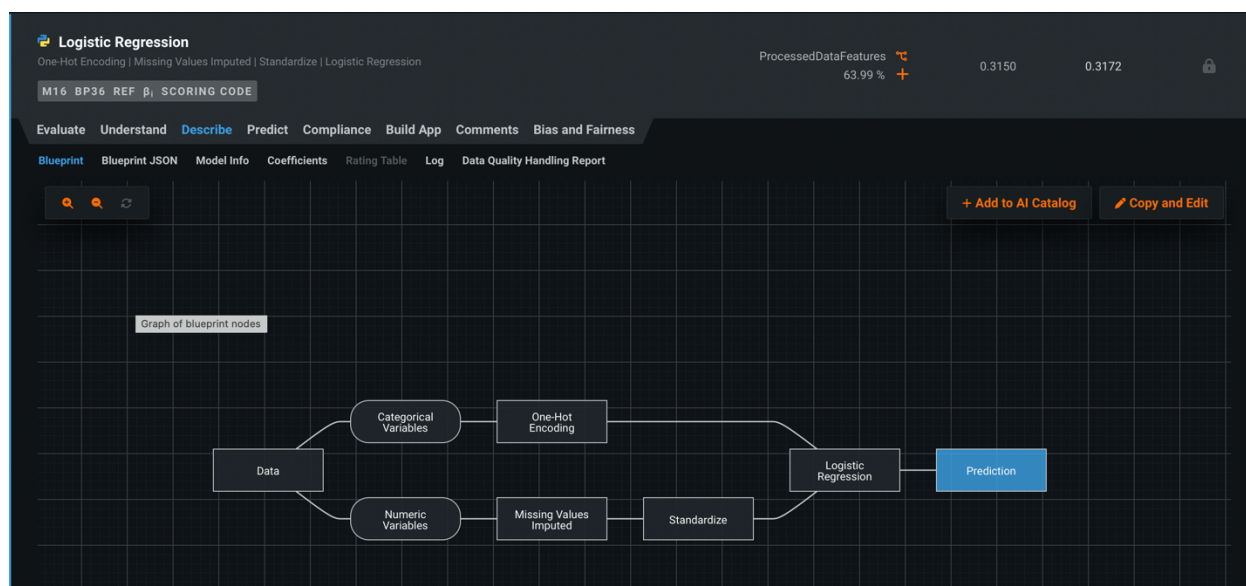 Logistic Regression
One-Hot Encoding | Missing Values Imputed | Standardize | Logistic Regression
M16 BP36 REF βᵢ SCORING CODE
ProcessedDataFeatures
63.99 %
0.3150
0.3172
Evaluate Understand Describe Predict Compliance Build App Comments Bias and Fairness
Blueprint Blueprint JSON Model Info Coefficients Rating Table Log Data Quality Handling Report
+ Add to AI Catalog
Copy and Edit
Graph of blueprint nodes
Data
Categorical
Variables
One-Hot
Encoding
Numeric
Variables
Missing Values
Imputed
Standardize
Logistic
Regression
Prediction